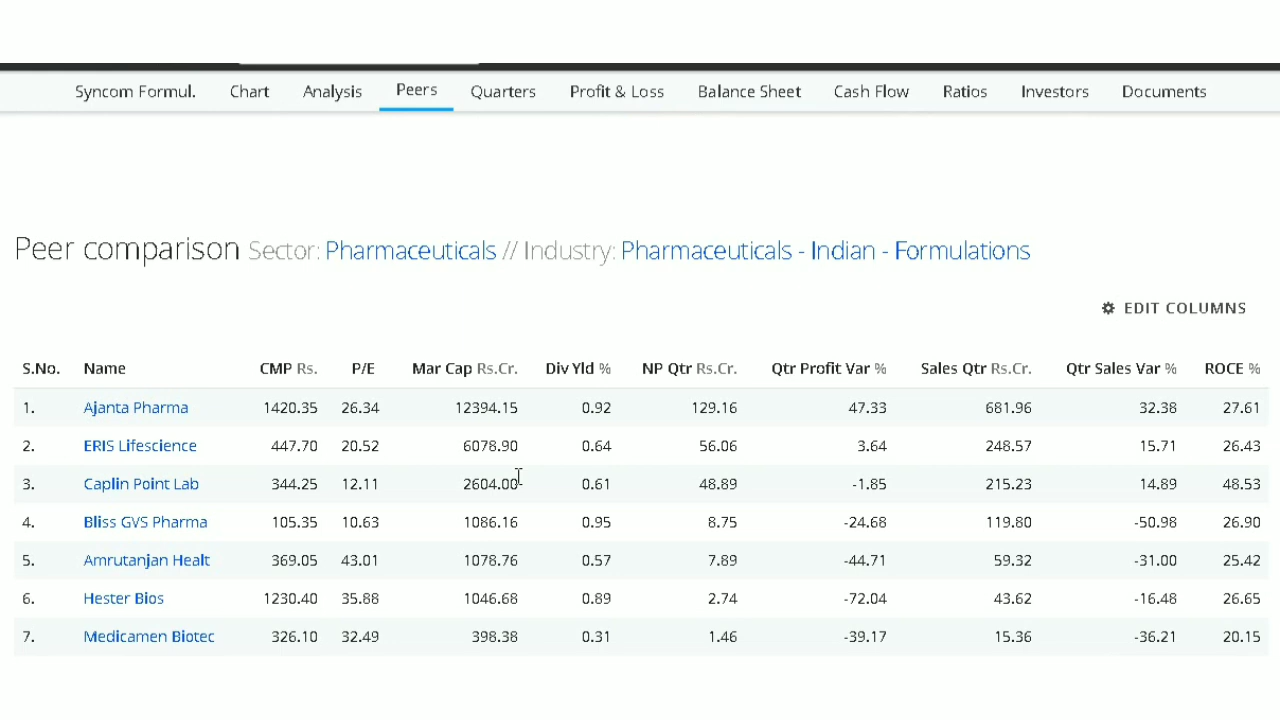 Syncom Formul. Chart Analysis Peers Quarters Profit & Loss Balance Sheet Cash Flow Ratios Investors Documents
Peer comparison Sector: Pharmaceuticals // Industry: Pharmaceuticals - Indian - Formulations
EDIT COLUMNS
S.No. Name CMP Rs. P/E Mar Cap Rs.Cr. Div Yld % NP Qtr Rs.Cr. Qtr Profit Var % Sales Qtr Rs.Cr. Qtr Sales Var % ROCE %
1. Ajanta Pharma 1420.35 26.34 12394.15 0.92 129.16 47.33 681.96 32.38 27.61
2. ERIS Lifescience 447.70 20.52 6078.90 0.64 56.06 3.64 248.57 15.71 26.43
3. Caplin Point Lab 344.25 12.11 2604.00 0.61 48.89 -1.85 215.23 14.89 48.53
4. Bliss GVS Pharma 105.35 10.63 1086.16 0.95 8.75 -24.68 119.80 -50.98 26.90
5. Amrutanjan Healt 369.05 43.01 1078.76 0.57 7.89 -44.71 59.32 -31.00 25.42
6. Hester Bios 1230.40 35.88 1046.68 0.89 2.74 -72.04 43.62 -16.48 26.65
7. Medicamen Biotec 326.10 32.49 398.38 0.31 1.46 -39.17 15.36 -36.21 20.15